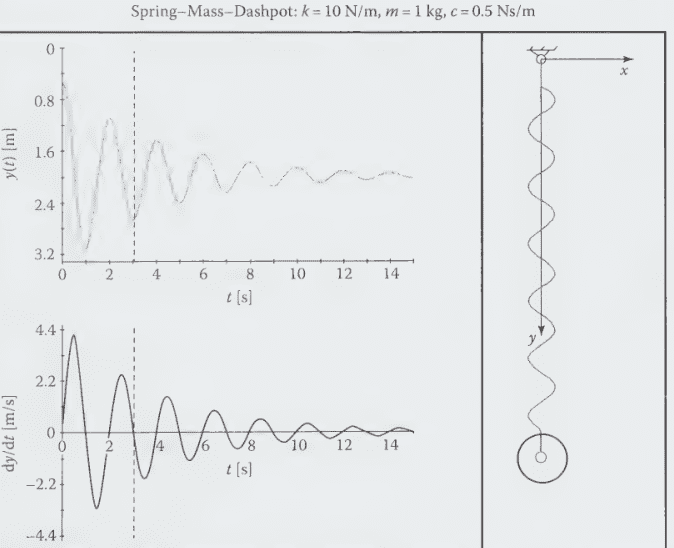 Spring–Mass–Dashpot: k = 10 N/m, m = 1 kg, c = 0.5 Ns/m
0
0.8
1.6
2.4
3.2
y(t) [m]
0 2 4 6 8 10 12 14
t [s]
x
y
4.4
2.2
0
−2.2
−4.4
dy/dt [m/s]
0 2 4 6 8 10 12 14
t [s]